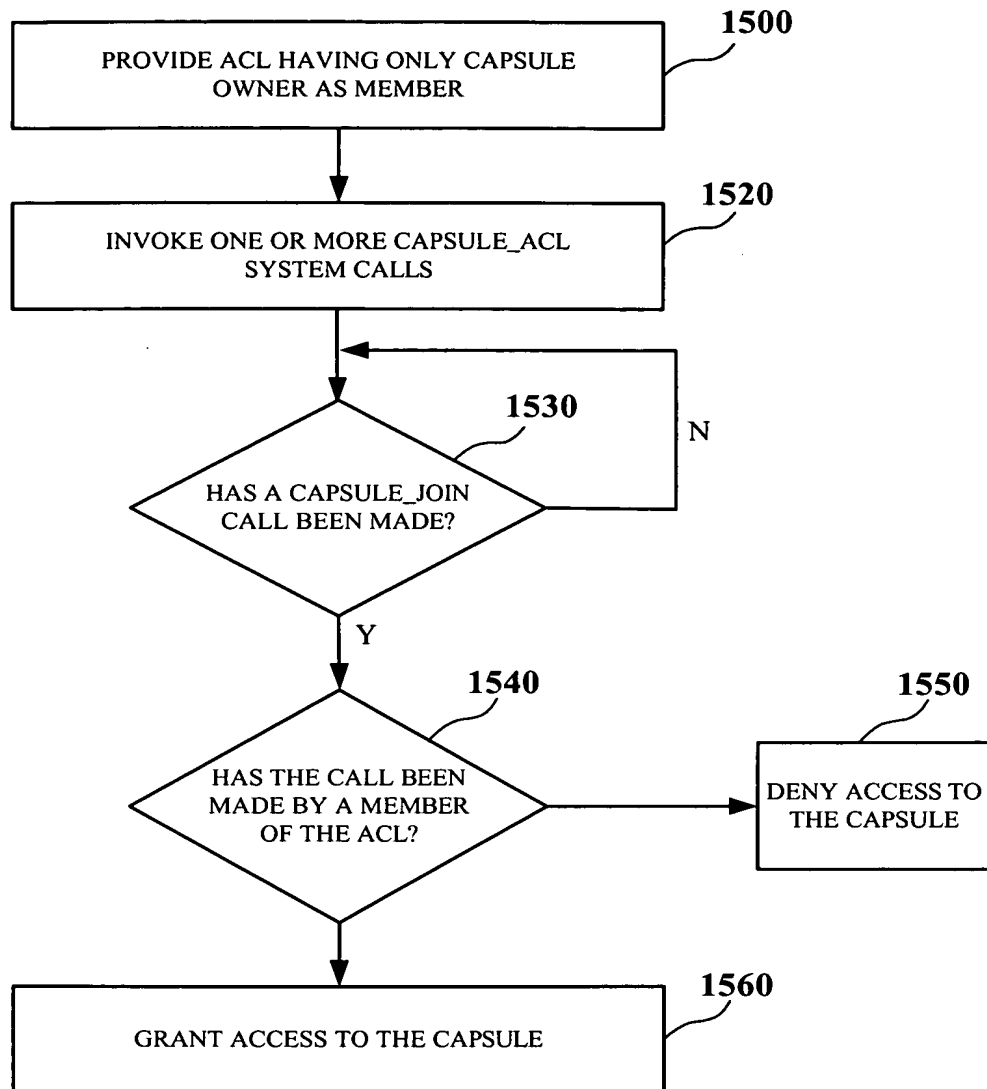 1500
PROVIDE ACL HAVING ONLY CAPSULE
OWNER AS MEMBER
1520
INVOKE ONE OR MORE CAPSULE_ACL
SYSTEM CALLS
1530
N
HAS A CAPSULE_JOIN
CALL BEEN MADE?
Y
1540
1550
HAS THE CALL BEEN
MADE BY A MEMBER
OF THE ACL?
DENY ACCESS TO
THE CAPSULE
1560
GRANT ACCESS TO THE CAPSULE